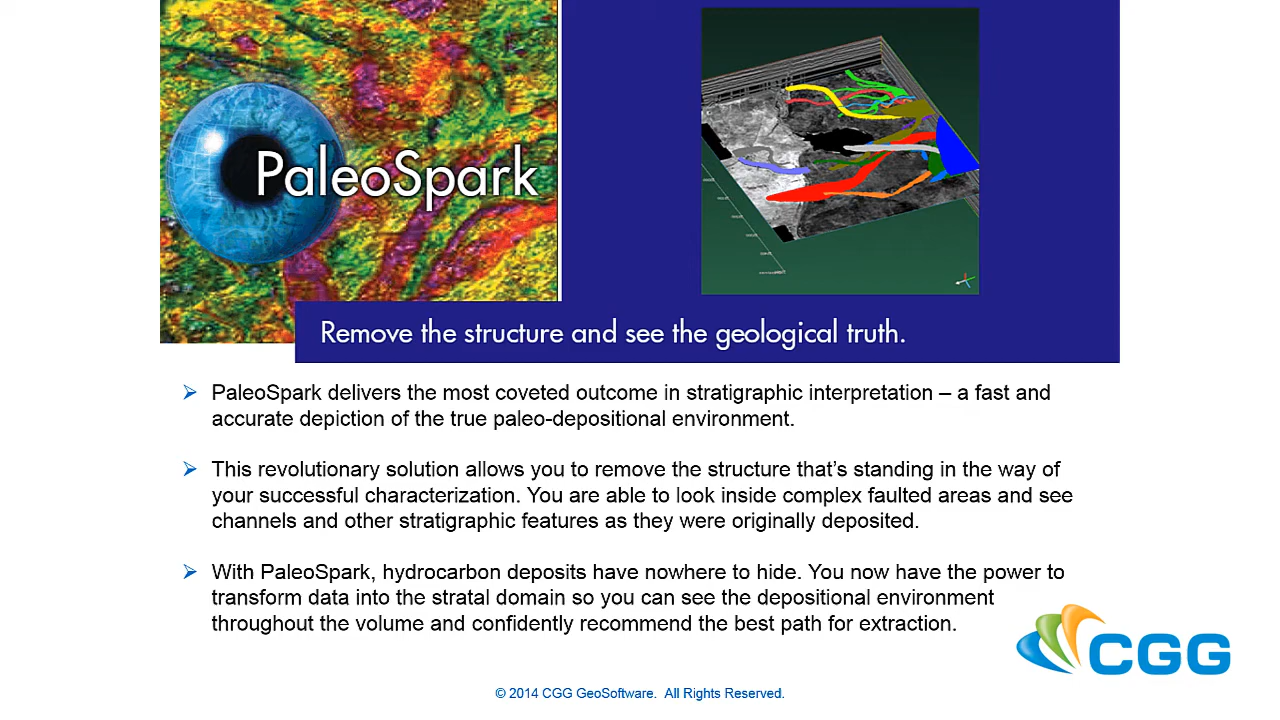 PaleoSpark
Remove the structure and see the geological truth.
➢ PaleoSpark delivers the most coveted outcome in stratigraphic interpretation – a fast and
accurate depiction of the true paleo-depositional environment.
➢ This revolutionary solution allows you to remove the structure that’s standing in the way of
your successful characterization. You are able to look inside complex faulted areas and see
channels and other stratigraphic features as they were originally deposited.
➢ With PaleoSpark, hydrocarbon deposits have nowhere to hide. You now have the power to
transform data into the stratal domain so you can see the depositional environment
throughout the volume and confidently recommend the best path for extraction.
CGG
© 2014 CGG GeoSoftware. All Rights Reserved.